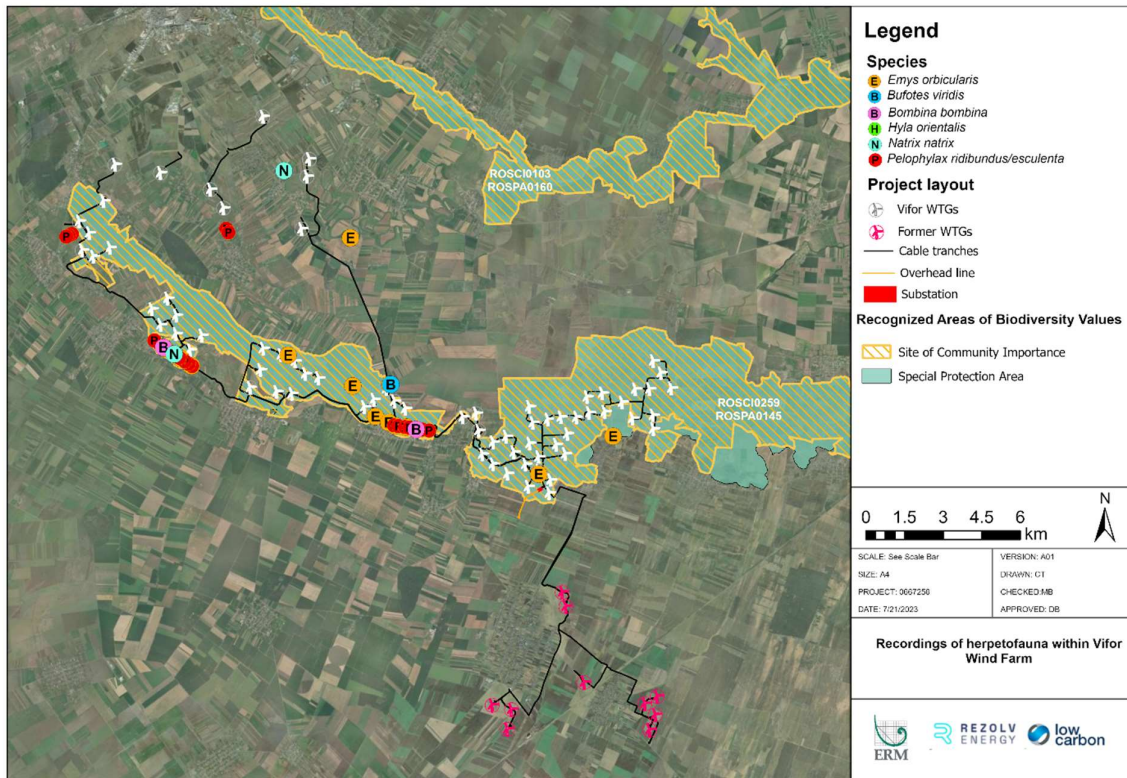 ROSCI0103
ROSPA0160
N
E
P
P
P
B
N
E
E
B
E
E
P
B
P
ROSCI0259
ROSPA0145
E
E
Legend
Species
E Emys orbicularis
B Bufotes viridis
B Bombina bombina
H Hyla orientalis
N Natrix natrix
P Pelophylax ridibundus/esculenta
Project layout
Vifor WTGs
Former WTGs
Cable tranches
Overhead line
Substation
Recognized Areas of Biodiversity Values
Site of Community Importance
Special Protection Area
N
0 1.5 3 4.5 6
km
SCALE: See Scale Bar
VERSION: A01
SIZE: A4
DRAWN: CT
PROJECT: 0667256
CHECKED:MB
DATE: 7/21/2023
APPROVED: DB
Recordings of herpetofauna within Vifor
Wind Farm
ERM
REZOLV
ENERGY
low
carbon